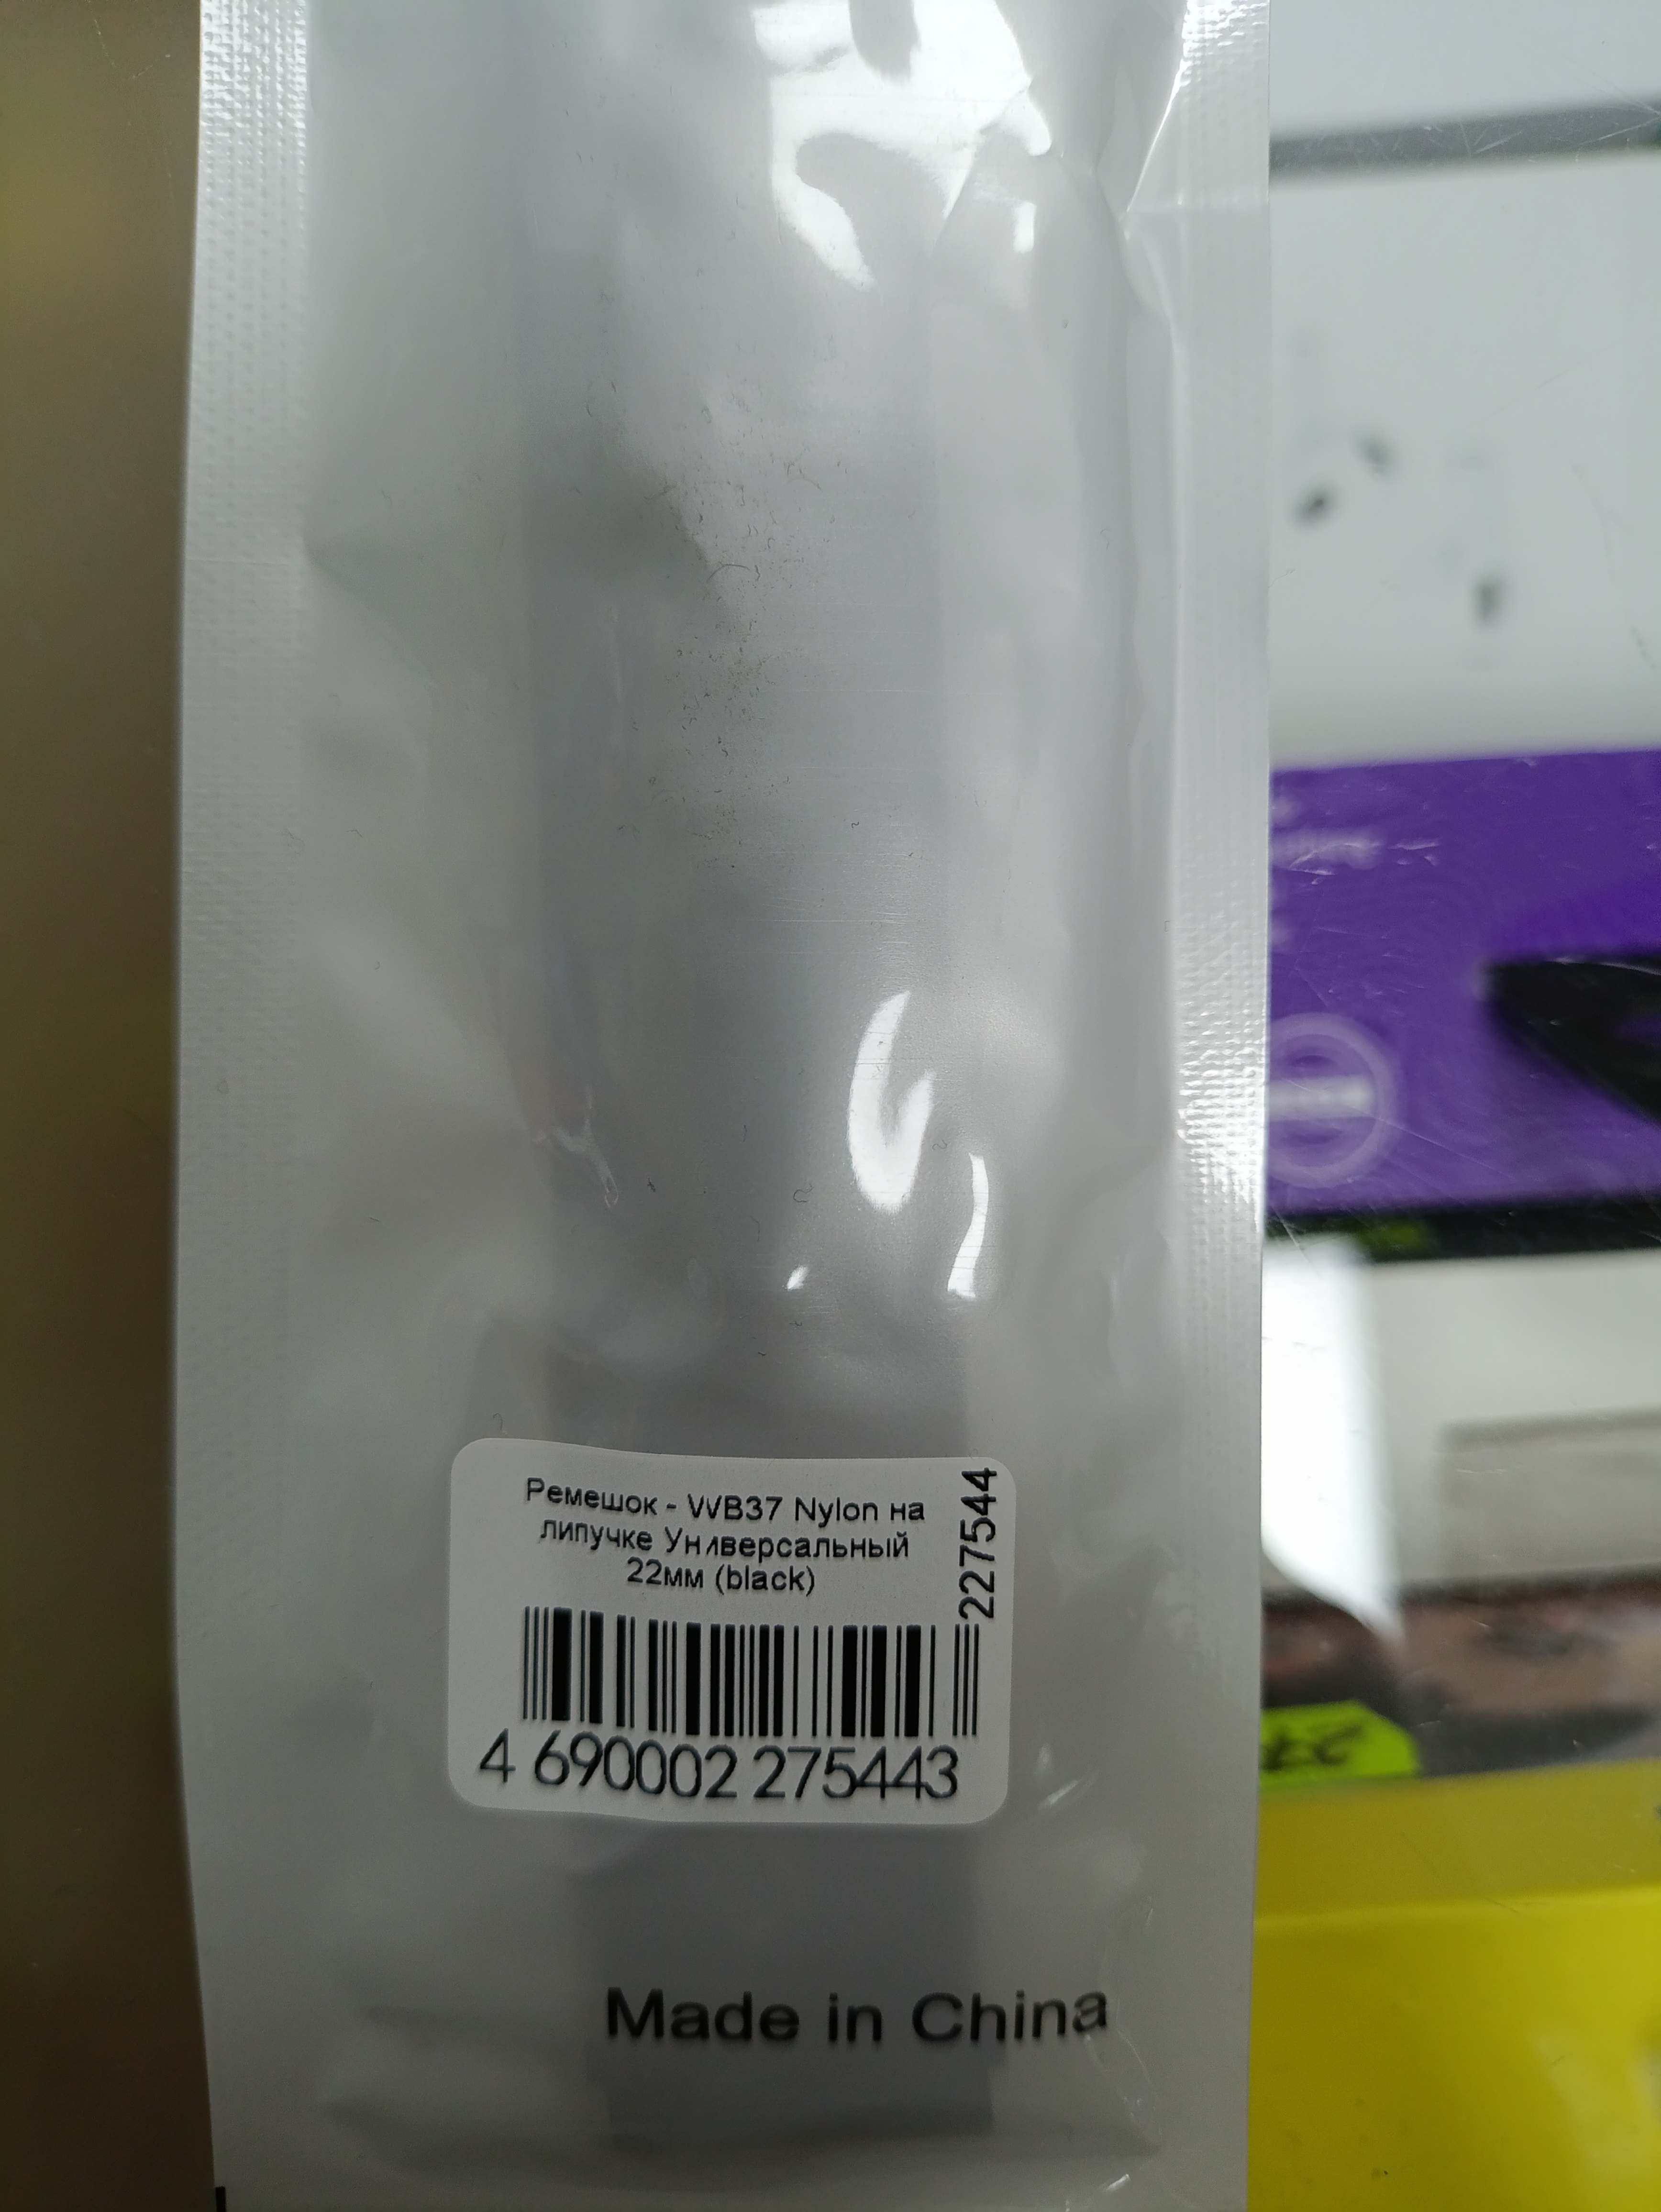 Ремешок - WB37 Nylon на
липучке Универсальный
22мм (black)
227544
4 690002 275443
Made in China